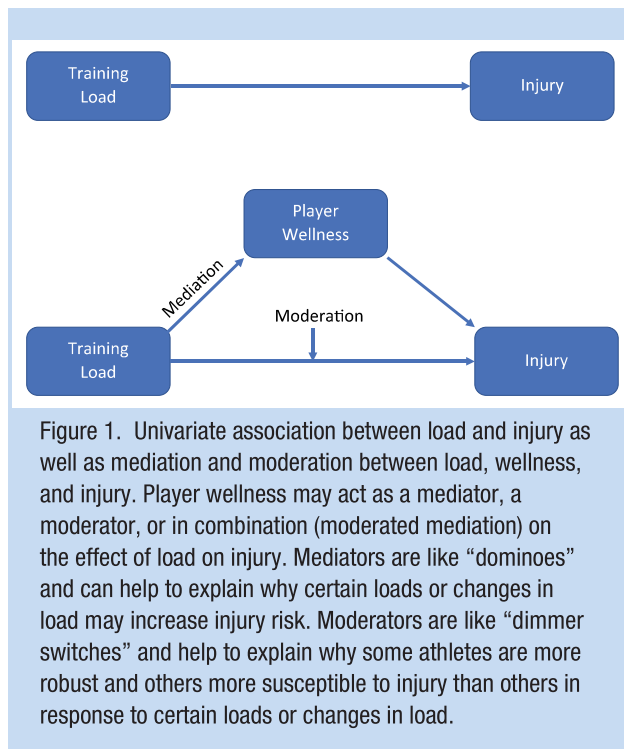 Training
Load
Injury
Player
Wellness
Mediation
Moderation
Training
Load
Injury
Figure 1.  Univariate association between load and injury as
well as mediation and moderation between load, wellness,
and injury. Player wellness may act as a mediator, a
moderator, or in combination (moderated mediation) on
the effect of load on injury. Mediators are like “dominoes”
and can help to explain why certain loads or changes in
load may increase injury risk. Moderators are like “dimmer
switches” and help to explain why some athletes are more
robust and others more susceptible to injury than others in
response to certain loads or changes in load.